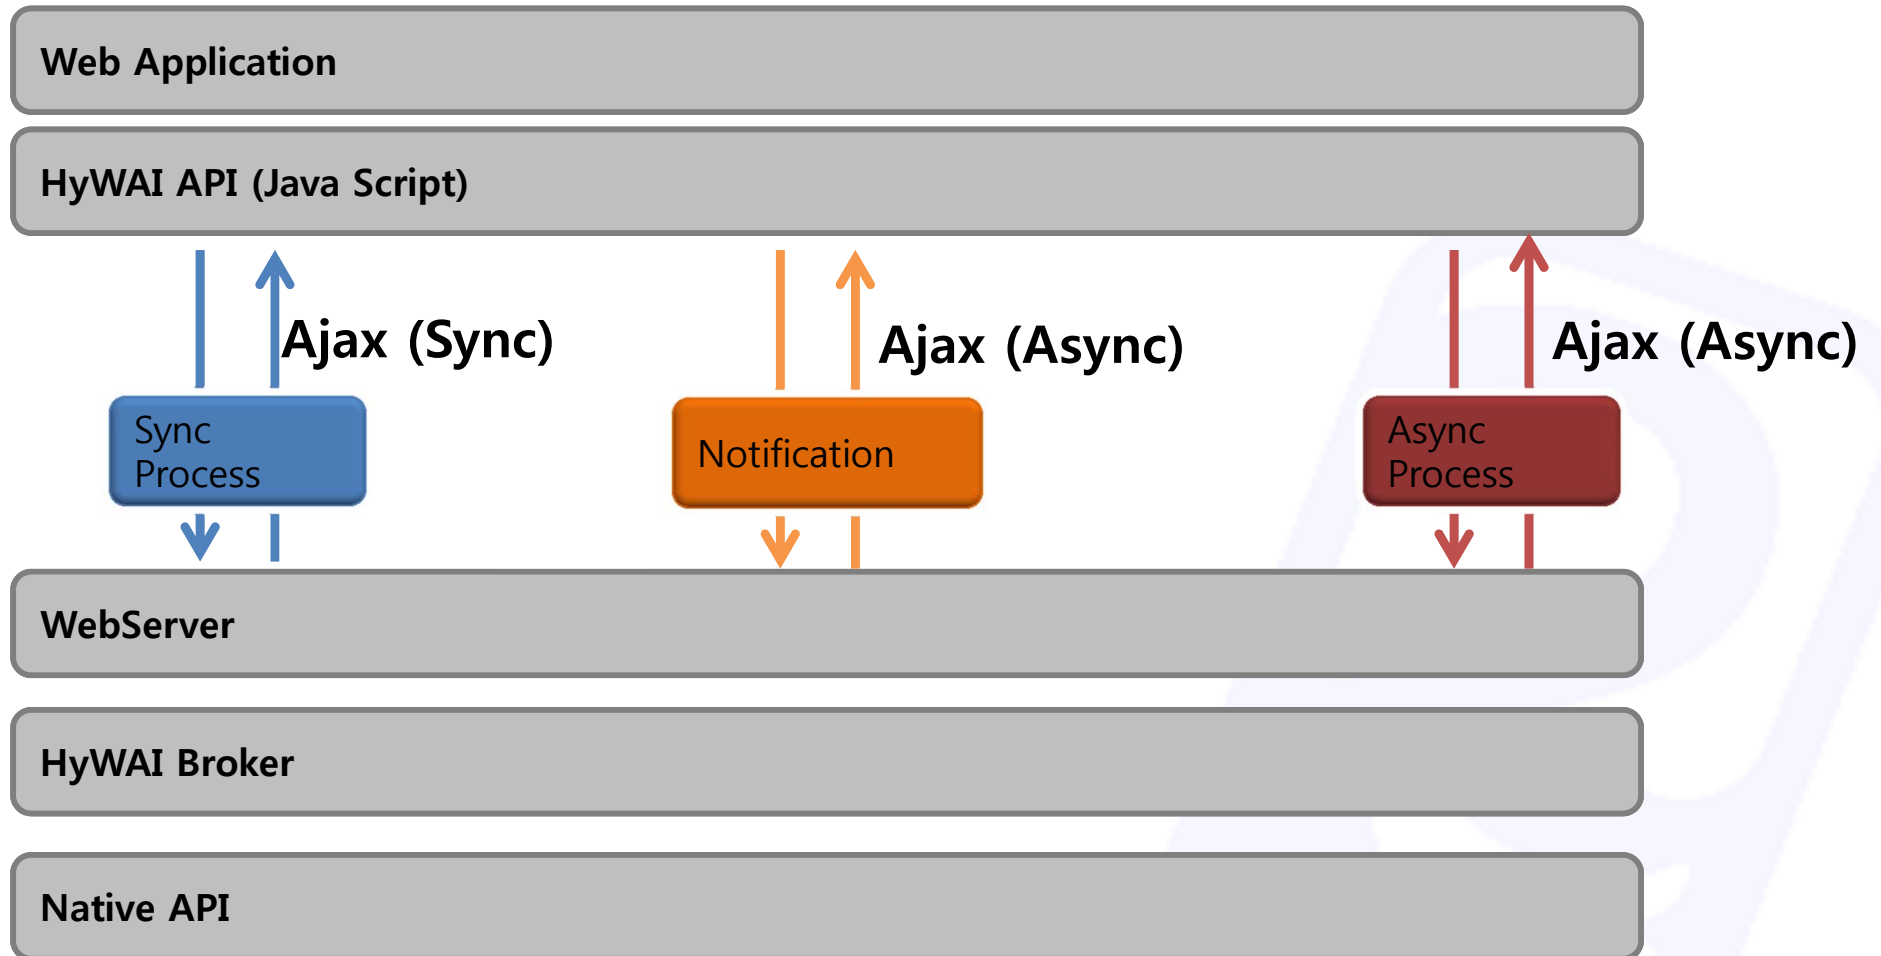 Web Application
HyWAI API (Java Script)
Ajax (Sync)
Ajax (Async)
Ajax (Async)
Sync
Process
Notification
Async
Process
WebServer
HyWAI Broker
Native API